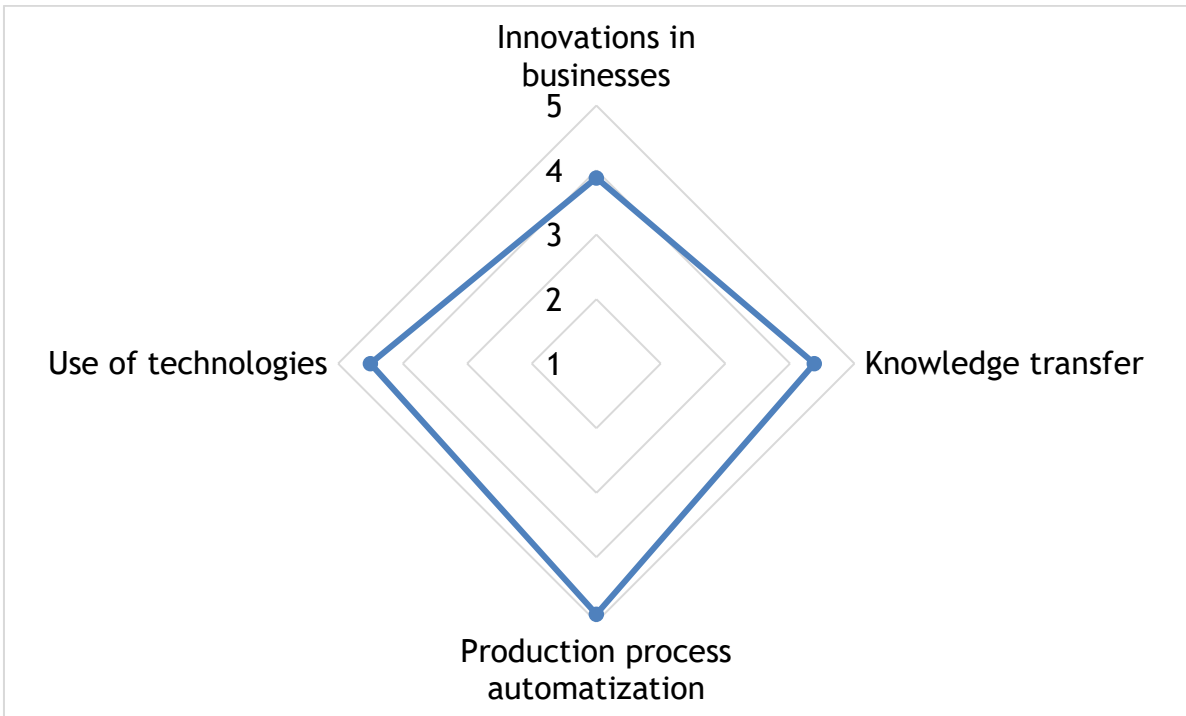 Innovations in
businesses
5
4
3
2
1
Use of technologies
Knowledge transfer
Production process
automatization